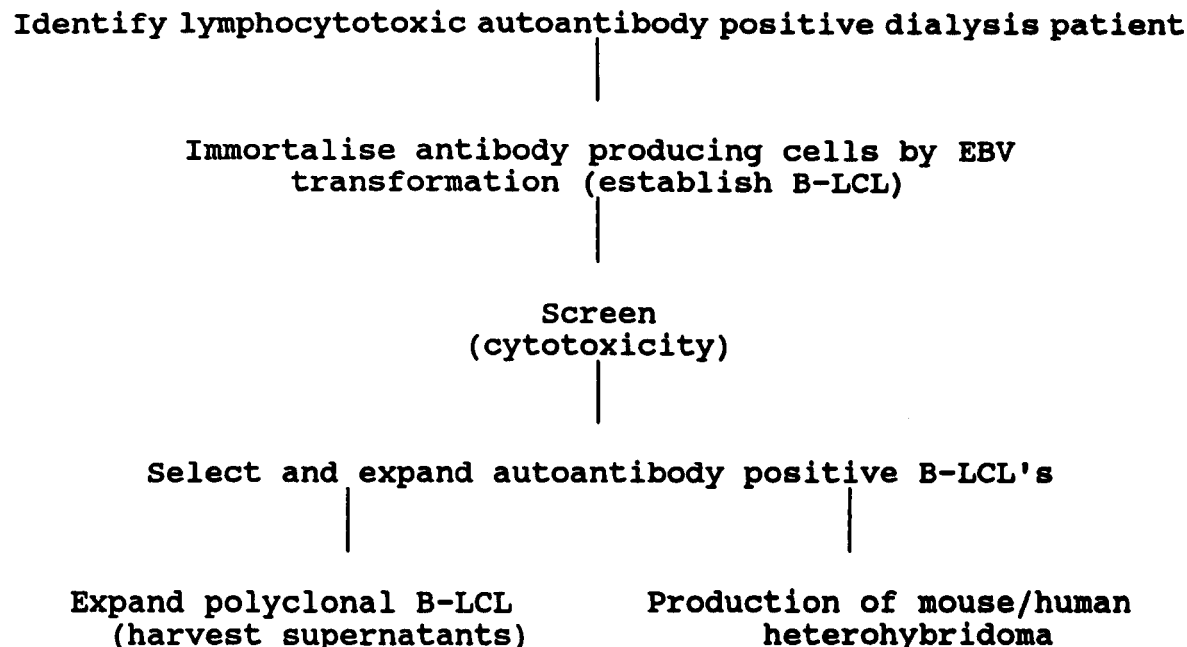 Identify lymphocytotoxic autoantibody positive dialysis patient
Immortalise antibody producing cells by EBV
transformation (establish B-LCL)
Screen
(cytotoxicity)
Select and expand autoantibody positive B-LCL's
Expand polyclonal B-LCL
(harvest supernatants)
Production of mouse/human
heterohybridoma